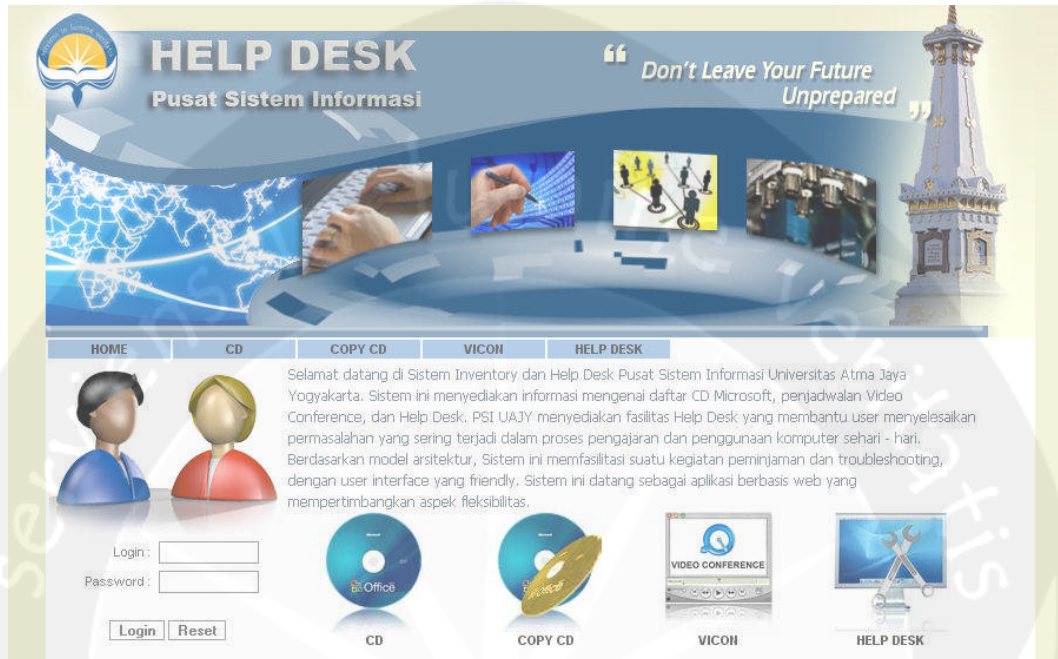 HELP DESK
Pusat Sistem Informasi
“ Don't Leave Your Future
Unprepared ”
HOME CD COPY CD VICON HELP DESK
Selamat datang di Sistem Inventory dan Help Desk Pusat Sistem Informasi Universitas Atma Jaya
Yogyakarta. Sistem ini menyediakan informasi mengenai daftar CD Microsoft, penjadwalan Video
Conference, dan Help Desk. PSI UAJY menyediakan fasilitas Help Desk yang membantu user menyelesaikan
permasalahan yang sering terjadi dalam proses pengajaran dan penggunaan komputer sehari - hari.
Berdasarkan model arsitektur, Sistem ini memfasilitasi suatu kegiatan peminjaman dan troubleshooting,
dengan user interface yang friendly. Sistem ini datang sebagai aplikasi berbasis web yang
mempertimbangkan aspek fleksibilitas.
Login :
Password :
Login Reset
Office
VIDEO CONFERENCE
CD COPY CD VICON HELP DESK
serviens in lumine veritatis